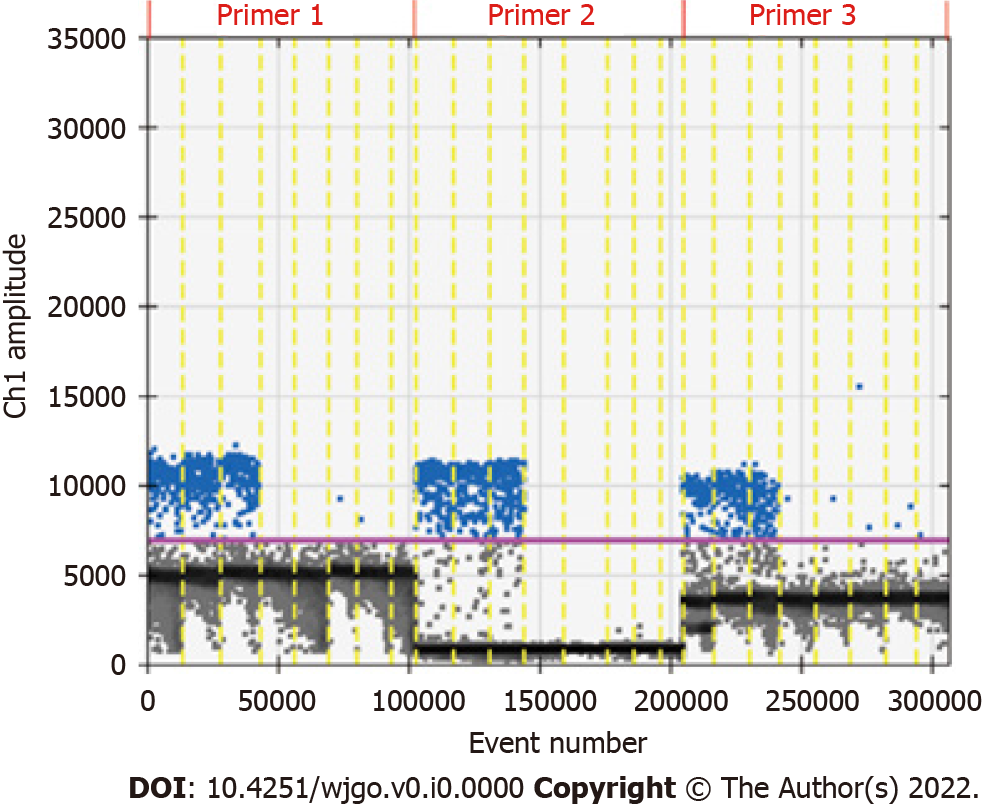 Primer 1 Primer 2 Primer 3
35000
30000
25000
20000
15000
10000
5000
0
Ch1 amplitude
0 50000 100000 150000 200000 250000 300000
Event number
DOI: 10.4251/wjgo.v0.i0.0000 Copyright © The Author(s) 2022.